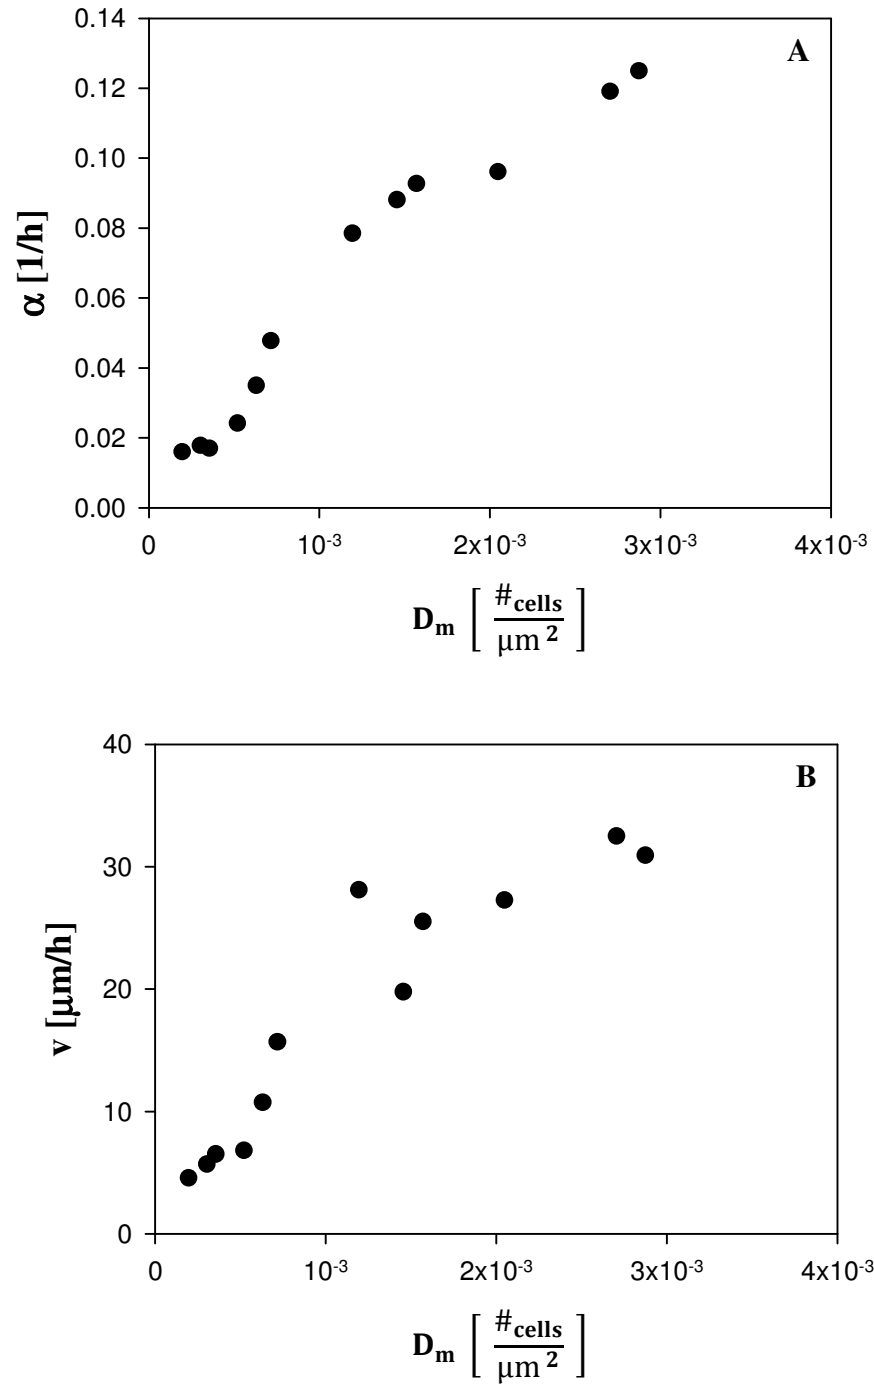 0.14
A
0.12
0.10
0.08
0.06
0.04
0.02
0.00
α [1/h]
0 10⁻³ 2x10⁻³ 3x10⁻³ 4x10⁻³
Dₘ [ #cells / μm² ]
40
B
30
20
10
0
v [μm/h]
0 10⁻³ 2x10⁻³ 3x10⁻³ 4x10⁻³
Dₘ [ #cells / μm² ]